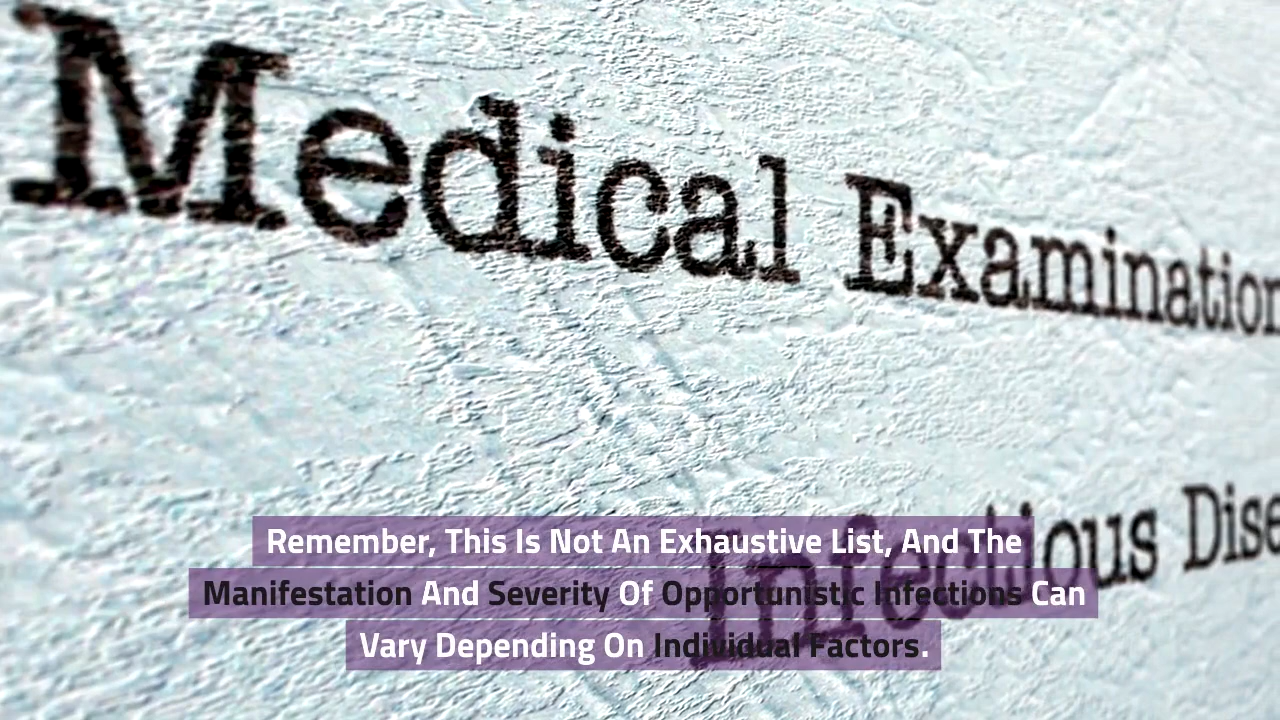 Medical Examination
Infectious Dise
Remember, This Is Not An Exhaustive List, And The
Manifestation And Severity Of Opportunistic Infections Can
Vary Depending On Individual Factors.